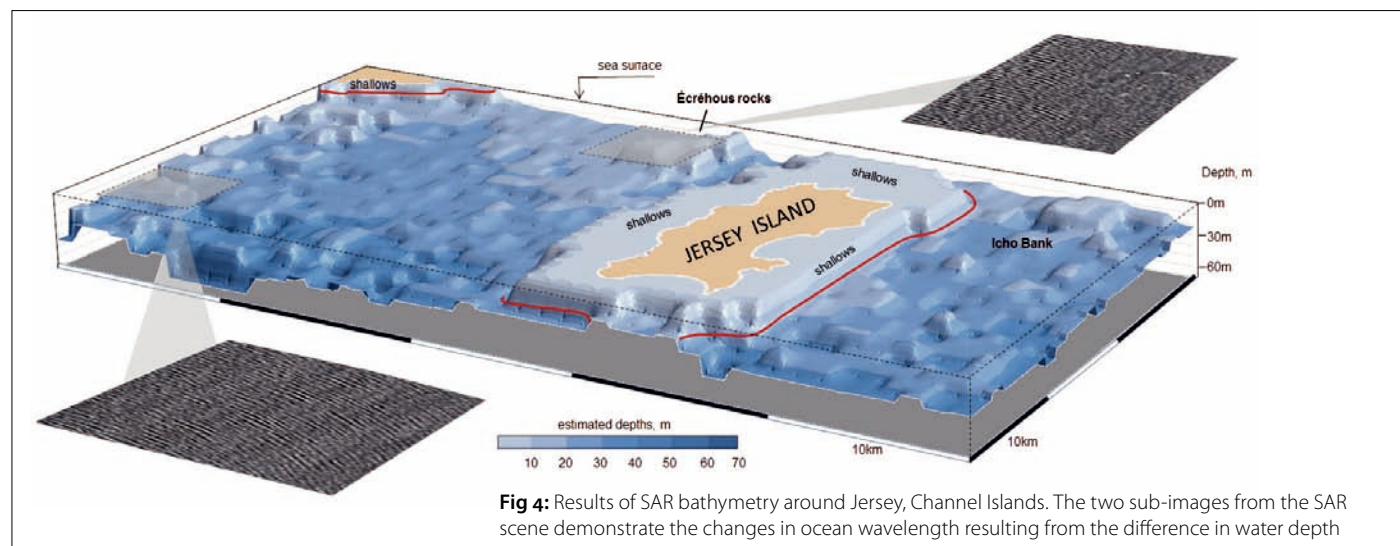 sea surface
shallows
Écréhous rocks
Depth, m
0m
30m
60m
shallows
shallows
JERSEY ISLAND
shallows
Icho Bank
estimated depths, m
10 20 30 40 50 60 70
10km
10km
Fig 4: Results of SAR bathymetry around Jersey, Channel Islands. The two sub-images from the SAR
scene demonstrate the changes in ocean wavelength resulting from the difference in water depth